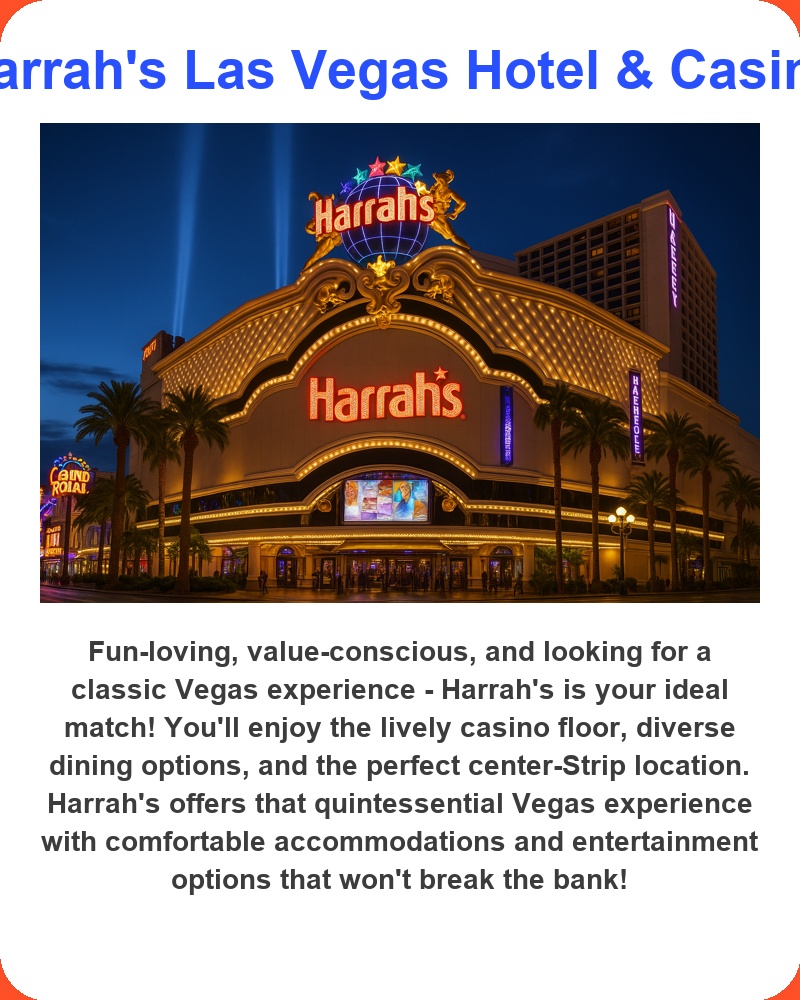 arrah's Las Vegas Hotel & Casin
Harrah's
Harrah's
Fun-loving, value-conscious, and looking for a
classic Vegas experience - Harrah's is your ideal
match! You'll enjoy the lively casino floor, diverse
dining options, and the perfect center-Strip location.
Harrah's offers that quintessential Vegas experience
with comfortable accommodations and entertainment
options that won't break the bank!